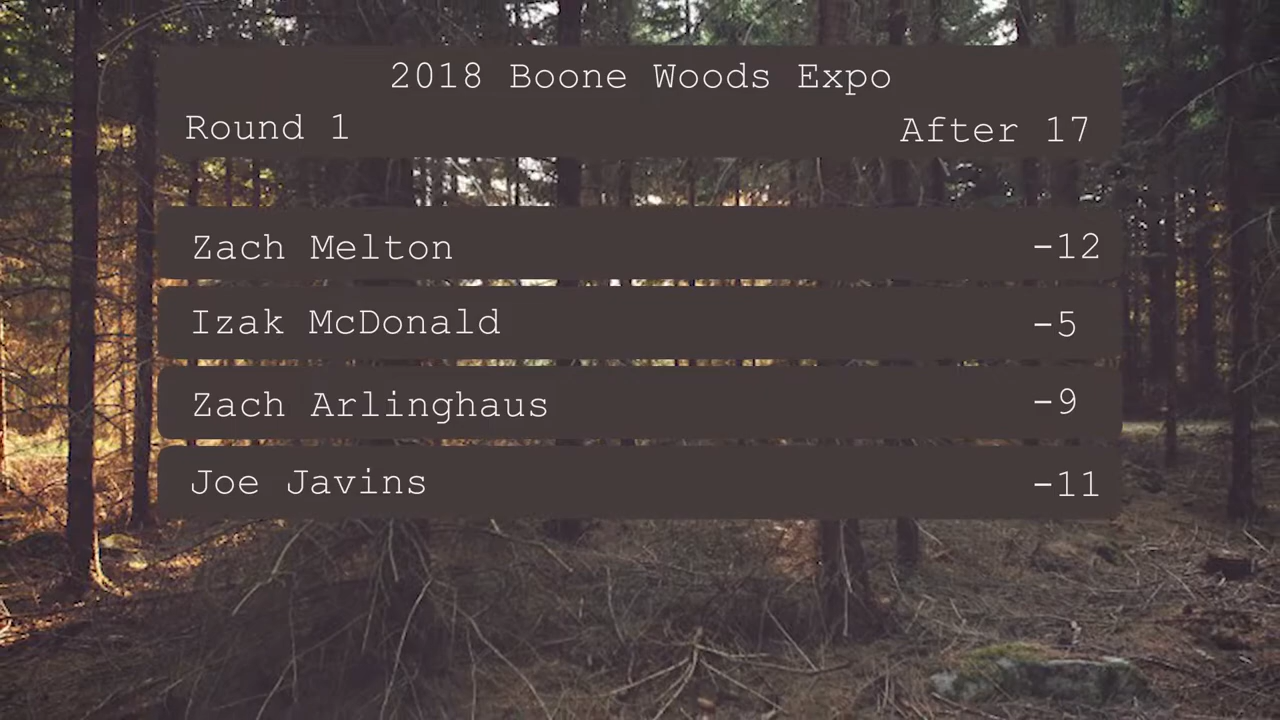 2018 Boone Woods Expo
Round 1 After 17
Zach Melton -12
Izak McDonald -5
Zach Arlinghaus -9
Joe Javins -11